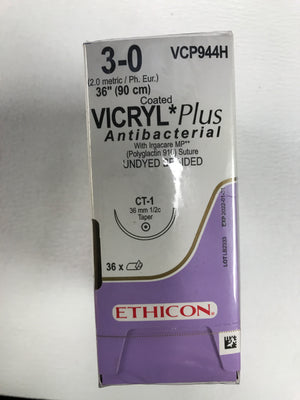 3-0 VCP944H
(2.0 metric / Ph. Eur.)
36" (90 cm)
Coated
VICRYL* Plus
Antibacterial
With Irgacare MP**
(Polyglactin 910) Suture
UNDYED BRAIDED
CT-1
36 mm 1/2c
Taper
36 x
ETHICON